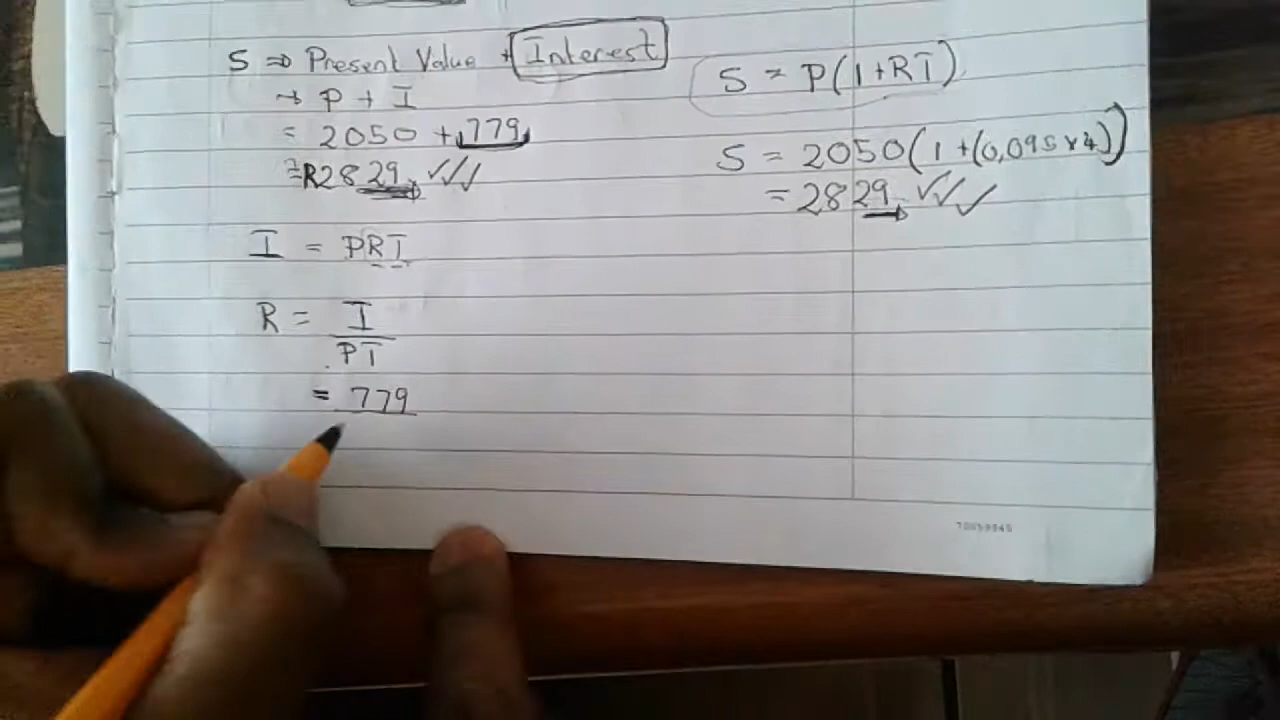 S ⇒ Present Value + Interest
→ P + I
= 2050 + 779
= R2829
I = PRT
R = I
PT
= 779
S = P(1+RT)
S = 2050(1+(0,095 x 4))
= 2829